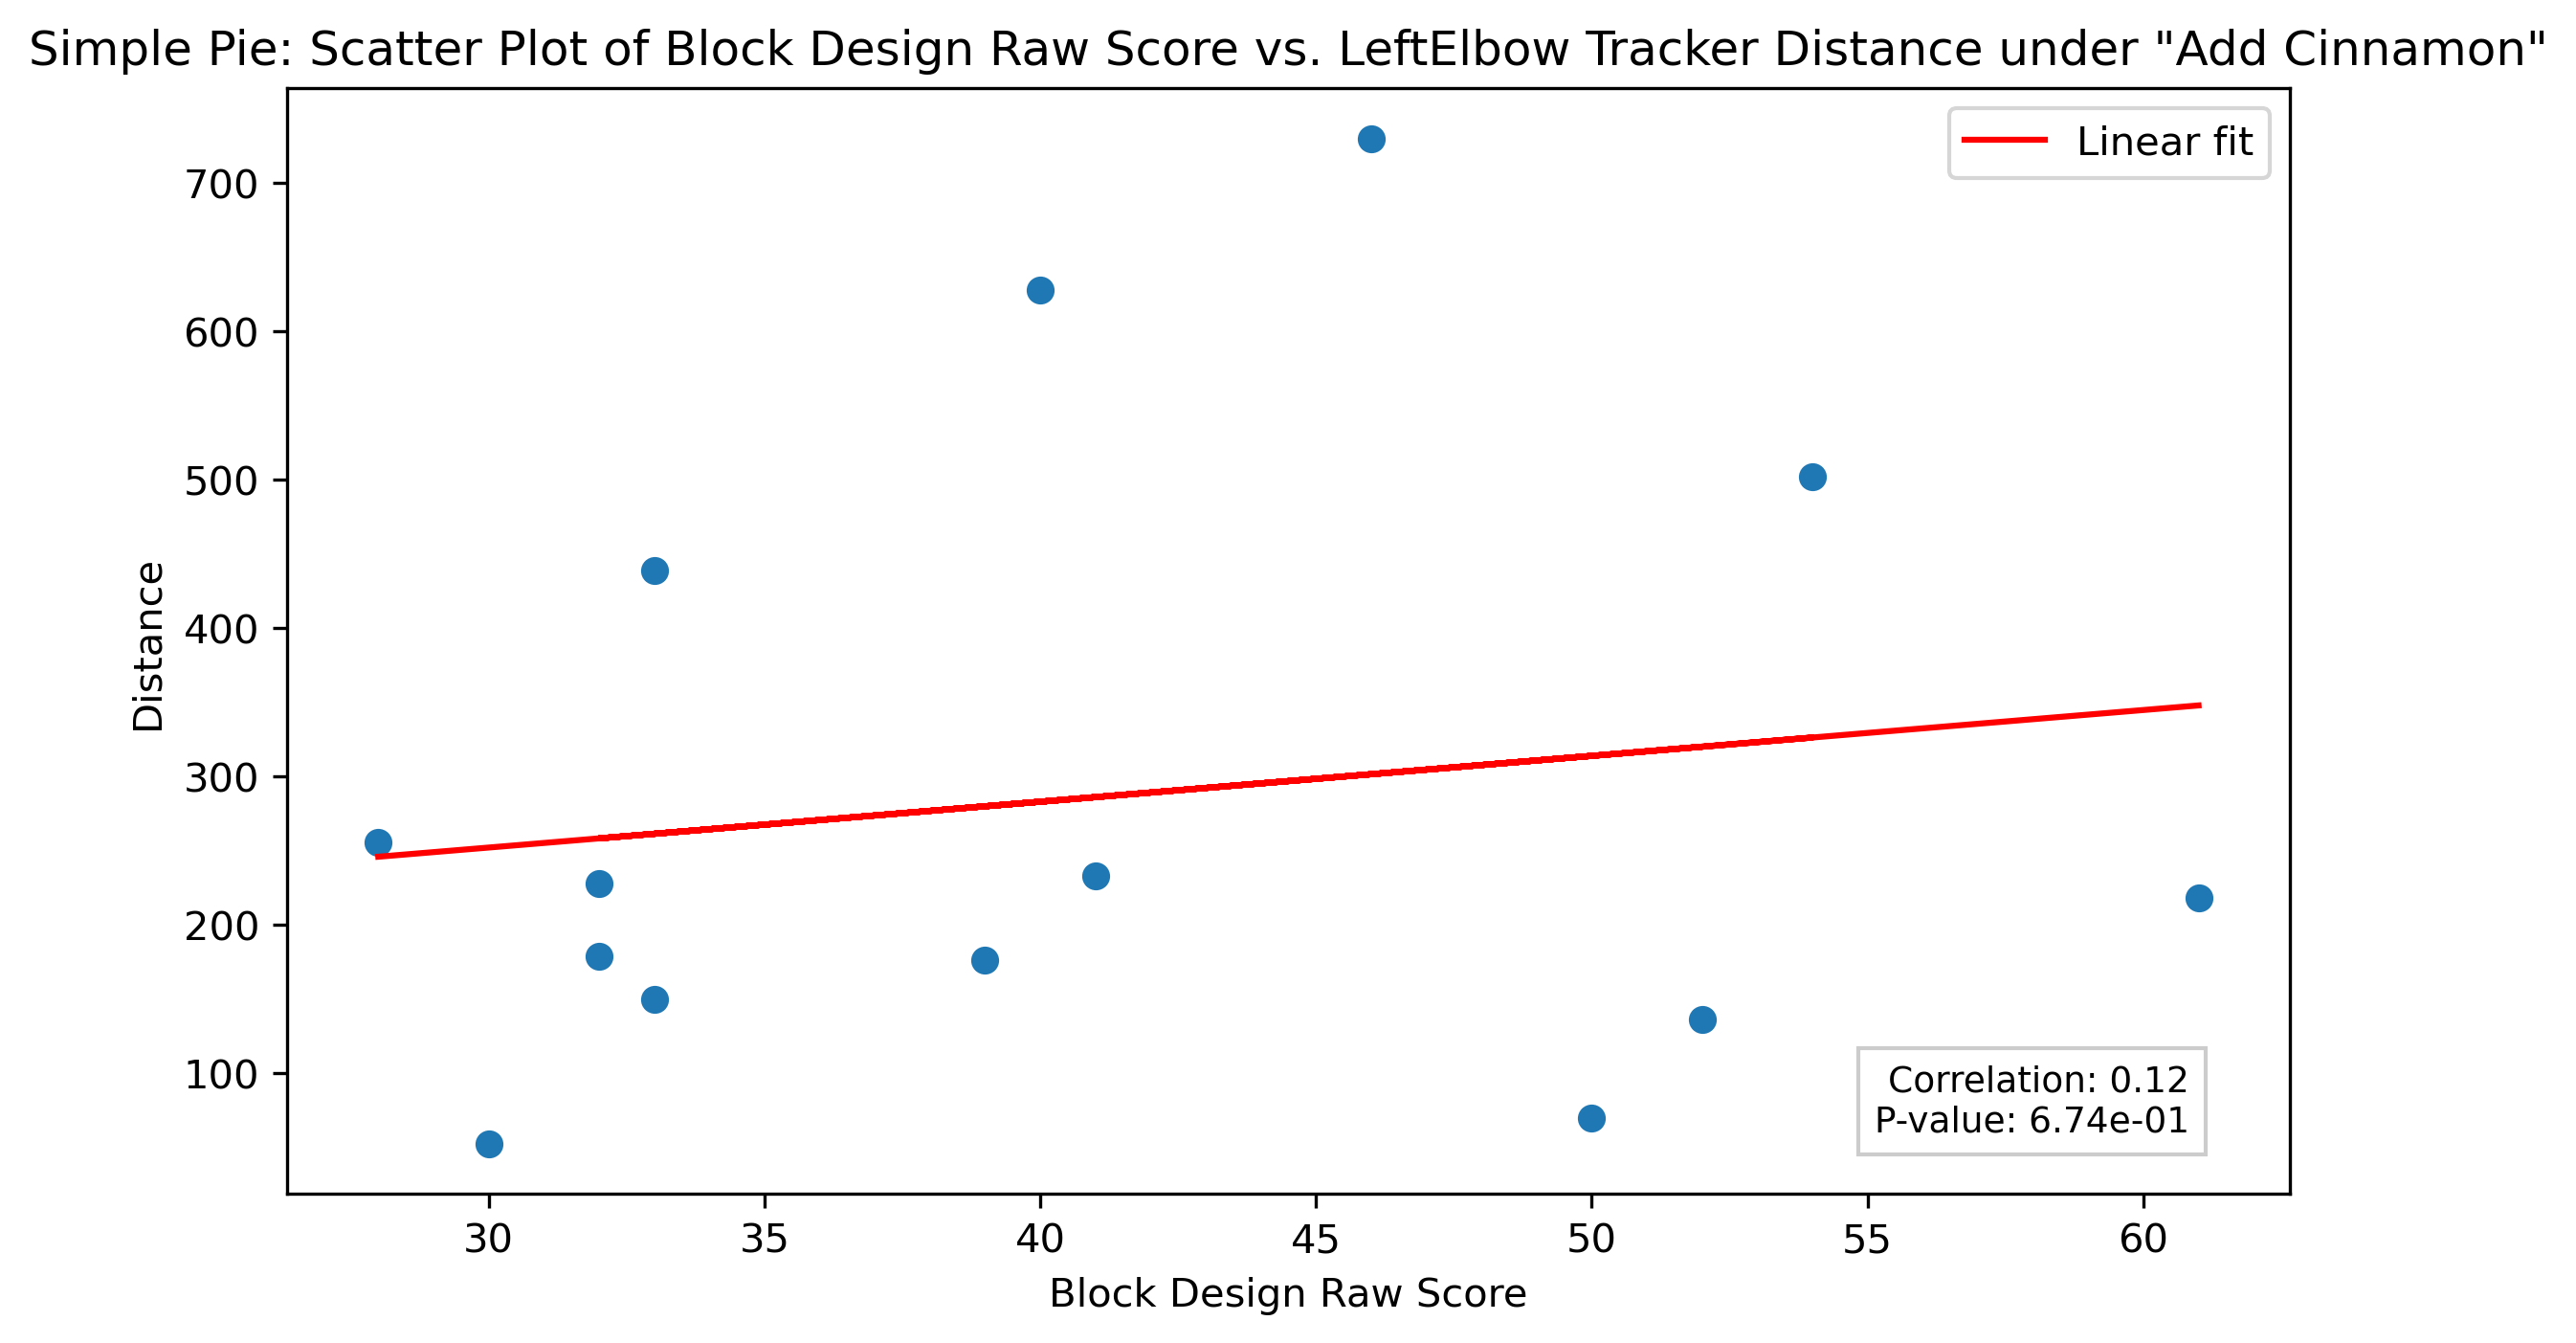 Simple Pie: Scatter Plot of Block Design Raw Score vs. LeftElbow Tracker Distance under "Add Cinnamon"
Linear fit
700
600
500
400
300
200
100
Distance
Correlation: 0.12
P-value: 6.74e-01
30 35 40 45 50 55 60
Block Design Raw Score